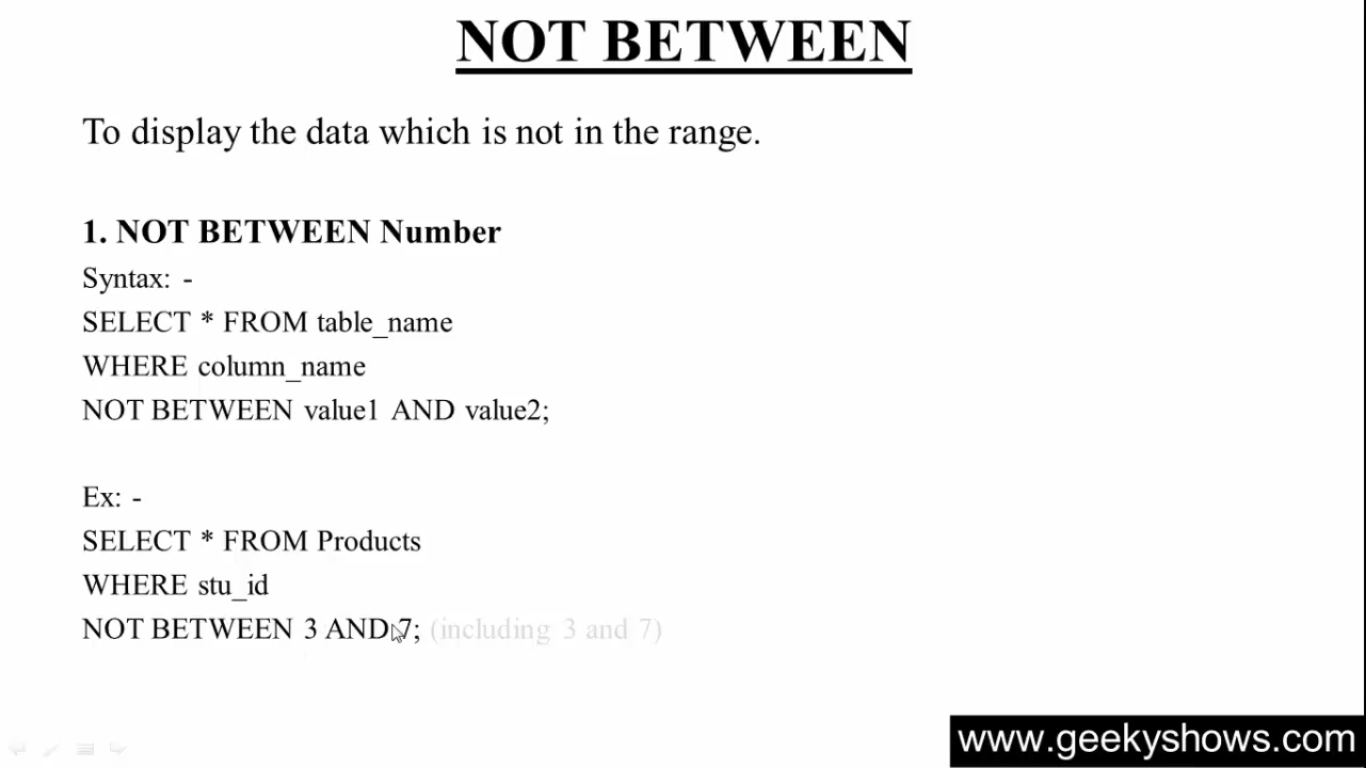 NOT BETWEEN
To display the data which is not in the range.
1. NOT BETWEEN Number
Syntax: -
SELECT * FROM table_name
WHERE column_name
NOT BETWEEN value1 AND value2;
Ex: -
SELECT * FROM Products
WHERE stu_id
NOT BETWEEN 3 AND 7; (including 3 and 7)
www.geekyshows.com